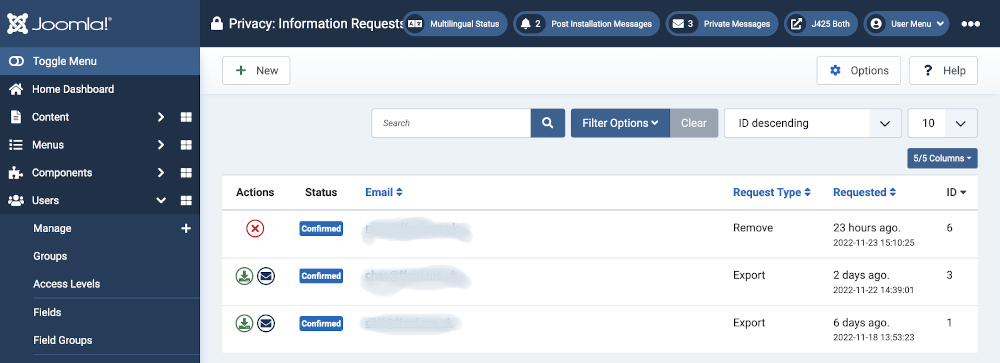 Joomla!
Privacy: Information Requests
Multilingual Status
2 Post Installation Messages
3 Private Messages
J425 Both
User Menu
Toggle Menu
+ New
Options
? Help
Home Dashboard
Content
Menus
Components
Users
Manage +
Groups
Access Levels
Fields
Field Groups
Search
Filter Options
Clear
ID descending
10
5/5 Columns
Actions Status Email Request Type Requested ID
Confirmed Remove 23 hours ago. 6
2022-11-23 15:10:25
Confirmed Export 2 days ago. 3
2022-11-22 14:39:01
Confirmed Export 6 days ago. 1
2022-11-18 13:53:23